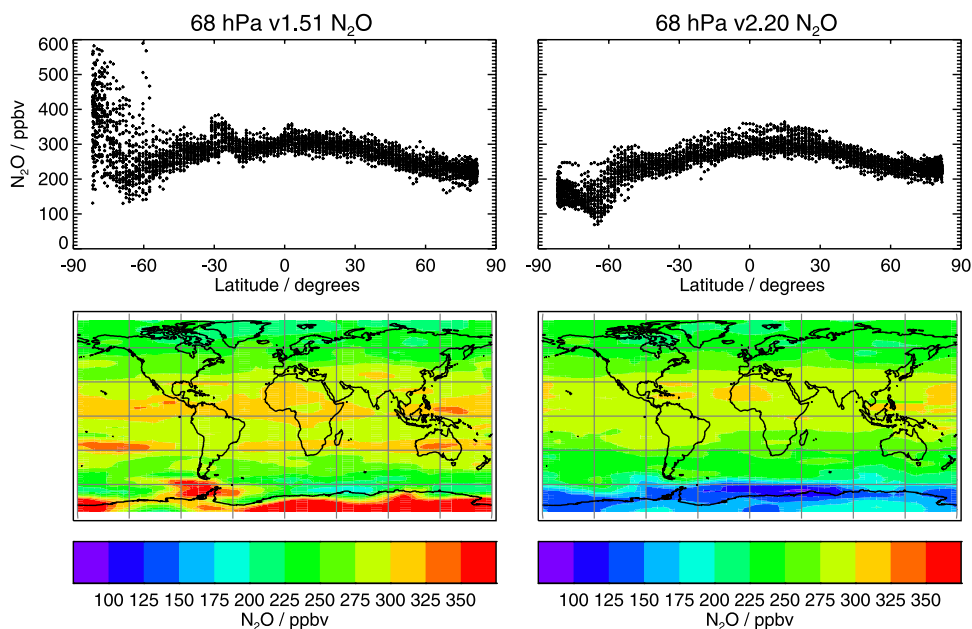 68 hPa v1.51 N₂O
68 hPa v2.20 N₂O
N₂O / ppbv
600
500
400
300
200
100
0
-90 -60 -30 0 30 60 90
Latitude / degrees
-90 -60 -30 0 30 60 90
Latitude / degrees
100 125 150 175 200 225 250 275 300 325 350
N₂O / ppbv
100 125 150 175 200 225 250 275 300 325 350
N₂O / ppbv